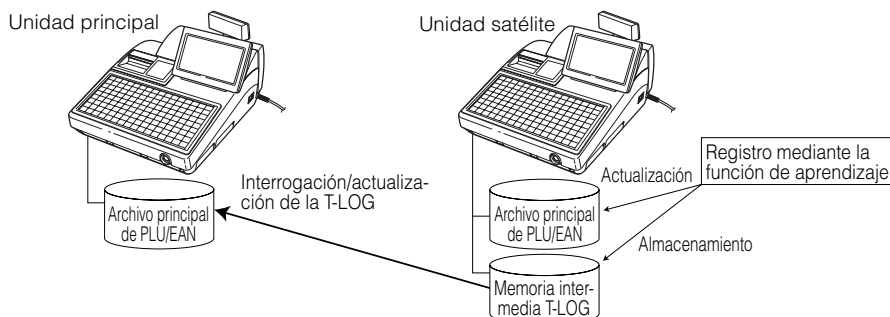 Unidad principal
Unidad satélite
Interrogación/actualiza-
ción de la T-LOG
Archivo principal
de PLU/EAN
Actualización
Registro mediante la
función de aprendizaje
Archivo principal
de PLU/EAN
Almacenamiento
Memoria inter-
media T-LOG